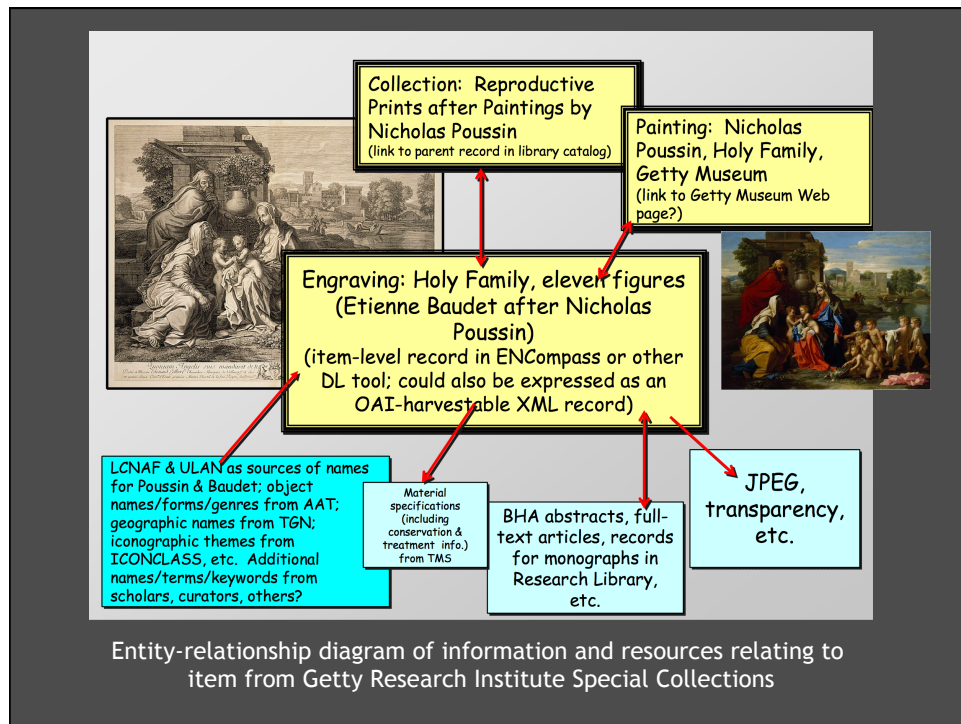 Collection: Reproductive
Prints after Paintings by
Nicholas Poussin
(link to parent record in library catalog)
Painting: Nicholas
Poussin, Holy Family,
Getty Museum
(link to Getty Museum Web
page?)
Engraving: Holy Family, eleven figures
(Etienne Baudet after Nicholas
Poussin)
(item-level record in ENCompass or other
DL tool; could also be expressed as an
OAI-harvestable XML record)
LCNAF & ULAN as sources of names
for Poussin & Baudet; object
names/forms/genres from AAT;
geographic names from TGN;
iconographic themes from
ICONCLASS, etc. Additional
names/terms/keywords from
scholars, curators, others?
Material
specifications
(including
conservation &
treatment info.)
from TMS
BHA abstracts, full-
text articles, records
for monographs in
Research Library,
etc.
JPEG,
transparency,
etc.
Entity-relationship diagram of information and resources relating to
item from Getty Research Institute Special Collections